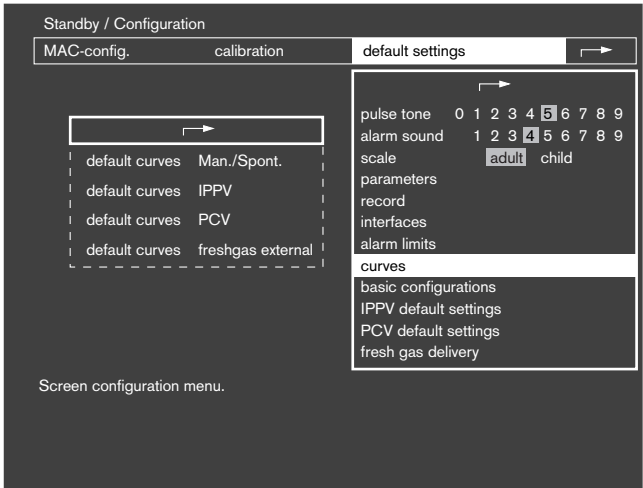 Standby / Configuration
MAC-config. calibration default settings
default curves Man./Spont.
default curves IPPV
default curves PCV
default curves freshgas external
pulse tone 0 1 2 3 4 5 6 7 8 9
alarm sound 1 2 3 4 5 6 7 8 9
scale adult child
parameters
record
interfaces
alarm limits
curves
basic configurations
IPPV default settings
PCV default settings
fresh gas delivery
Screen configuration menu.